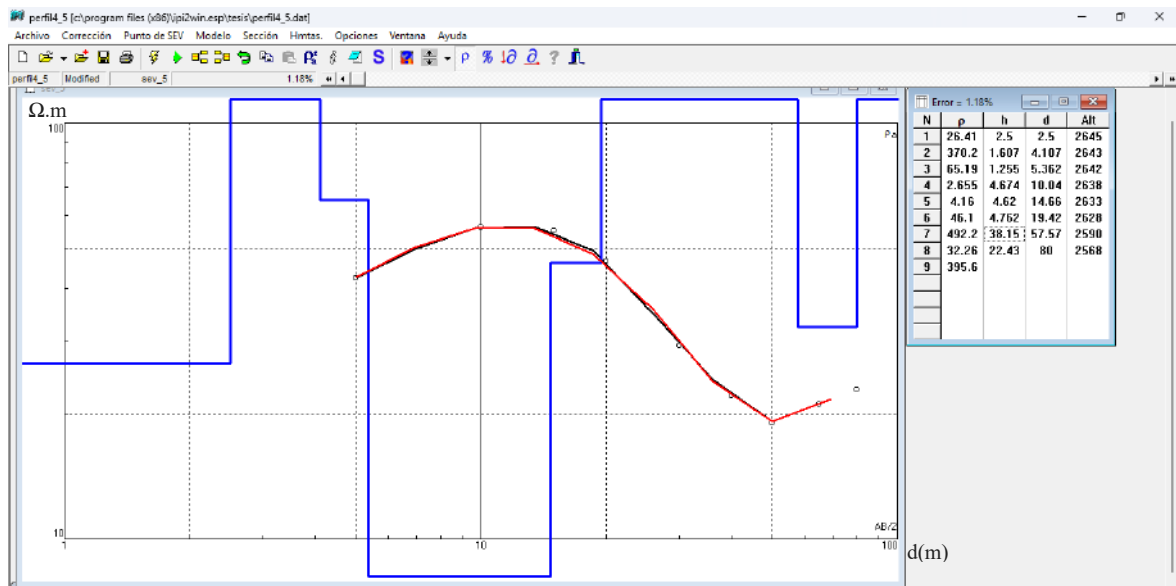 perfil4_5 [c:\program files (x86)\ipi2win.esp\tesis\perfil4_5.dat]
Archivo Corrección Punto de SEV Modelo Sección Hmtas. Opciones Ventana Ayuda
S ρ %
perfil4_5 Modified sev_5 1.18%
Ω.m
100
ρa
10
1 10 100
AB/2
d(m)
Error = 1.18%
N ρ h d Alt
1 26.41 2.5 2.5 2645
2 370.2 1.607 4.107 2643
3 65.19 1.255 5.362 2642
4 2.655 4.674 10.04 2638
5 4.16 4.62 14.66 2633
6 46.1 4.762 19.42 2628
7 492.2 38.15 57.57 2590
8 32.26 22.43 80 2568
9 395.6